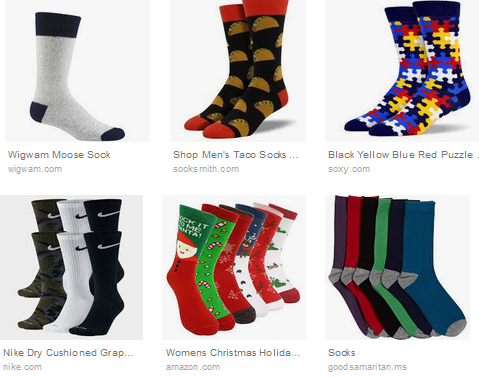 Wigwam Moose Sock
wigwam.com
Shop Men's Taco Socks ...
socksmith.com
Black Yellow Blue Red Puzzle ...
soxy.com
Nike Dry Cushioned Grap...
nike.com
Womens Christmas Holida...
amazon.com
Socks
goodsamaritan.ms